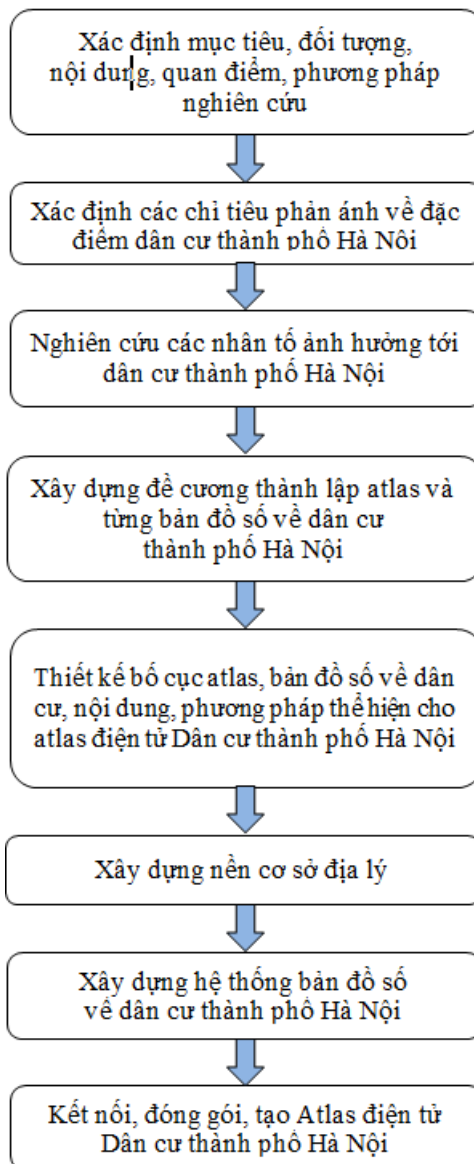 Xác định mục tiêu, đối tượng,
nội dung, quan điểm, phương pháp
nghiên cứu
Xác định các chỉ tiêu phản ánh về đặc
điểm dân cư thành phố Hà Nôi
Nghiên cứu các nhân tố ảnh hưởng tới
dân cư thành phố Hà Nội
Xây dựng đề cương thành lập atlas và
từng bản đồ số về dân cư
thành phố Hà Nội
Thiết kế bố cục atlas, bản đồ số về dân
cư, nội dung, phương pháp thể hiện cho
atlas điện tử Dân cư thành phố Hà Nội
Xây dựng nền cơ sở địa lý
Xây dựng hệ thống bản đồ số
về dân cư thành phố Hà Nội
Kết nối, đóng gói, tạo Atlas điện tử
Dân cư thành phố Hà Nội